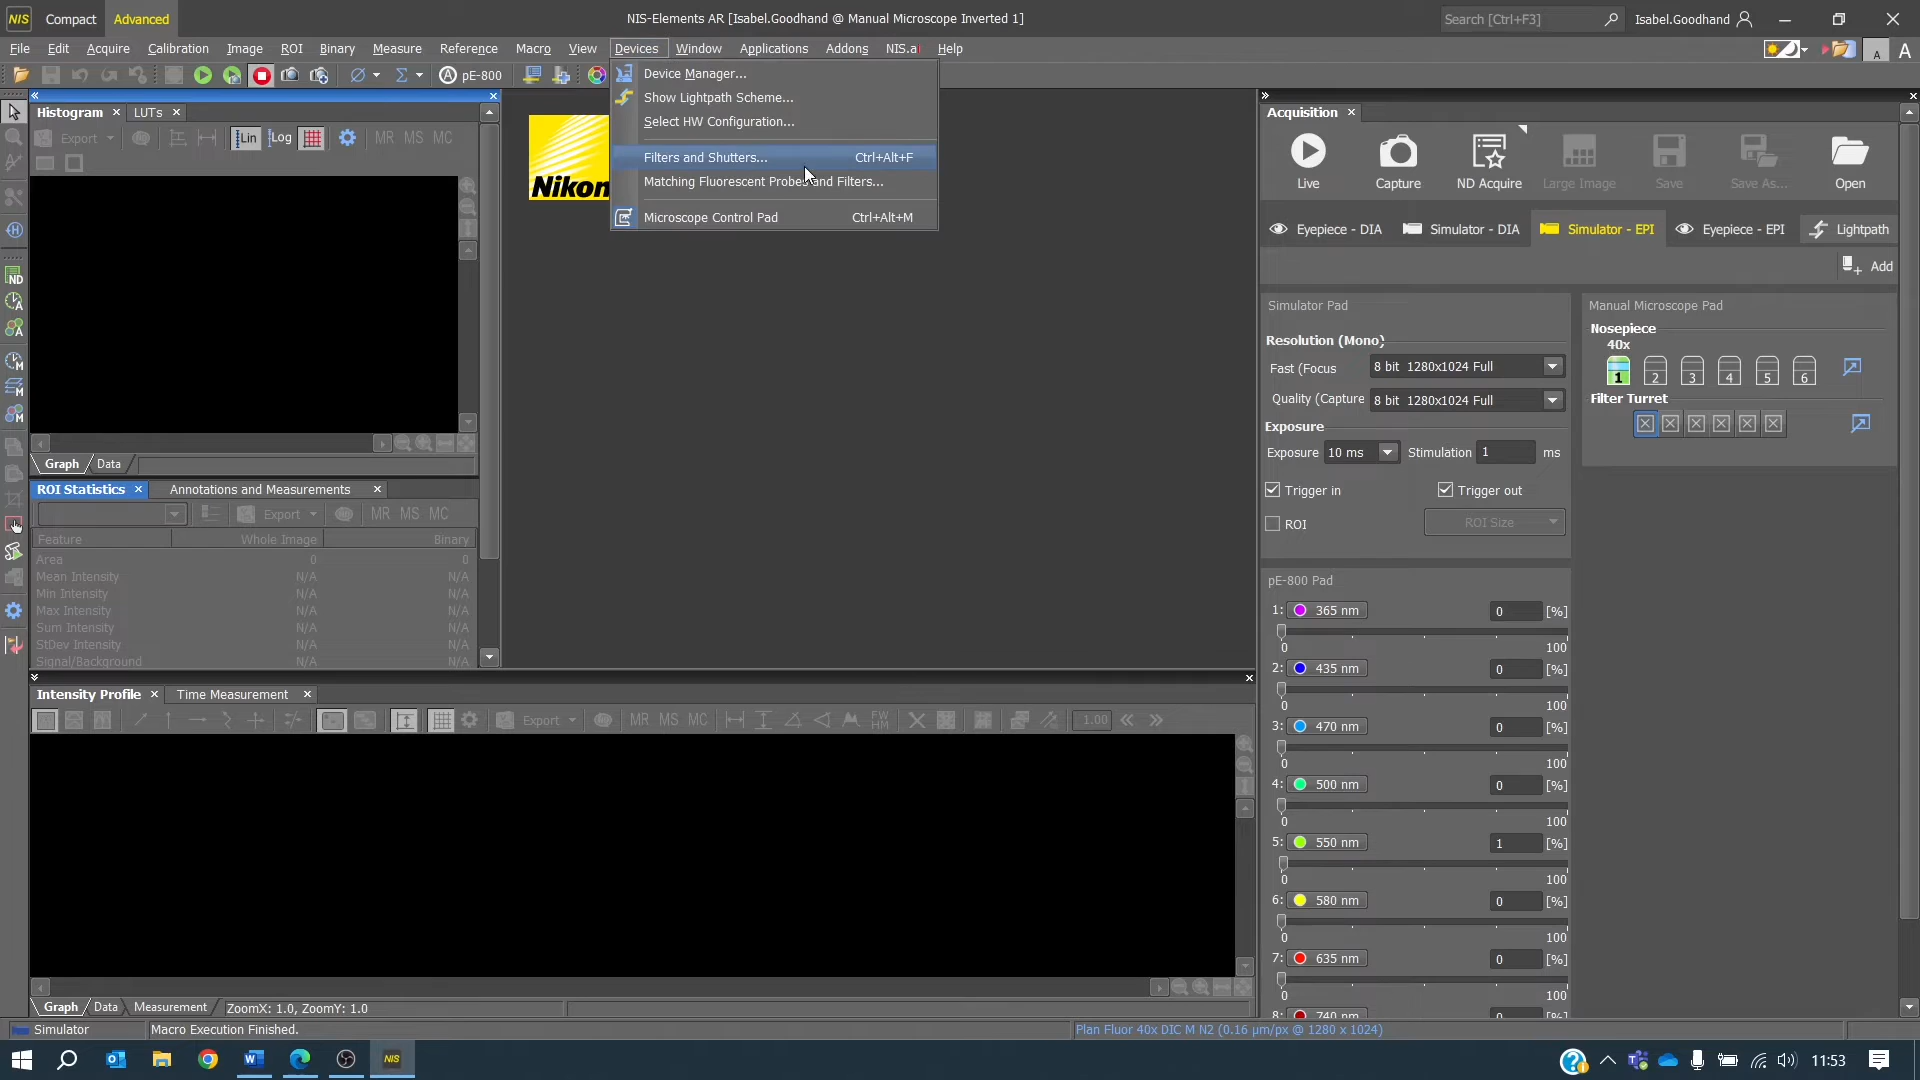 NIS
Compact
Advanced
NIS-Elements AR [Isabel.Goodhand @ Manual Microscope Inverted 1]
Search [Ctrl+F3]
Isabel.Goodhand
File Edit Acquire Calibration Image ROI Binary Measure Reference Macro View Devices Window Applications Addons NIS.a Help
pE-800
Device Manager...
Show Lightpath Scheme...
Select HW Configuration...
Filters and Shutters... Ctrl+Alt+F
Matching Fluorescent Probes and Filters...
Microscope Control Pad Ctrl+Alt+M
Nikon
Histogram
LUTs
Export
Lin
Log
MR MS MC
Graph
Data
ROI Statistics
Annotations and Measurements
Export
MR MS MC
Feature Whole Image Binary
Area 0 0
Mean Intensity N/A N/A
Min Intensity N/A N/A
Max Intensity N/A N/A
Sum Intensity N/A N/A
StDev Intensity N/A N/A
Signal/Background N/A N/A
Intensity Profile
Time Measurement
Export
MR MS MC
FW
HM
1.00
Graph
Data
Measurement
ZoomX: 1.0, ZoomY: 1.0
Acquisition
Live
Capture
ND Acquire
Large Image
Save
Save As...
Open
Eyepiece - DIA
Simulator - DIA
Simulator - EPI
Eyepiece - EPI
Lightpath
Add
Simulator Pad
Resolution (Mono)
Fast (Focus 8 bit 1280x1024 Full
Quality (Capture 8 bit 1280x1024 Full
Exposure
Exposure 10 ms Stimulation 1 ms
Trigger in
Trigger out
ROI
ROI Size
Manual Microscope Pad
Nosepiece
40x
1 2 3 4 5 6
Filter Turret
pE-800 Pad
1: 365 nm 0 [%]
0 100
2: 435 nm 0 [%]
0 100
3: 470 nm 0 [%]
0 100
4: 500 nm 0 [%]
0 100
5: 550 nm 1 [%]
0 100
6: 580 nm 0 [%]
0 100
7: 635 nm 0 [%]
0 100
8: 740 nm 0 [%]
Simulator
Macro Execution Finished.
Plan Fluor 40x DIC M N2 (0.16 µm/px @ 1280 x 1024)
NIS
11:53